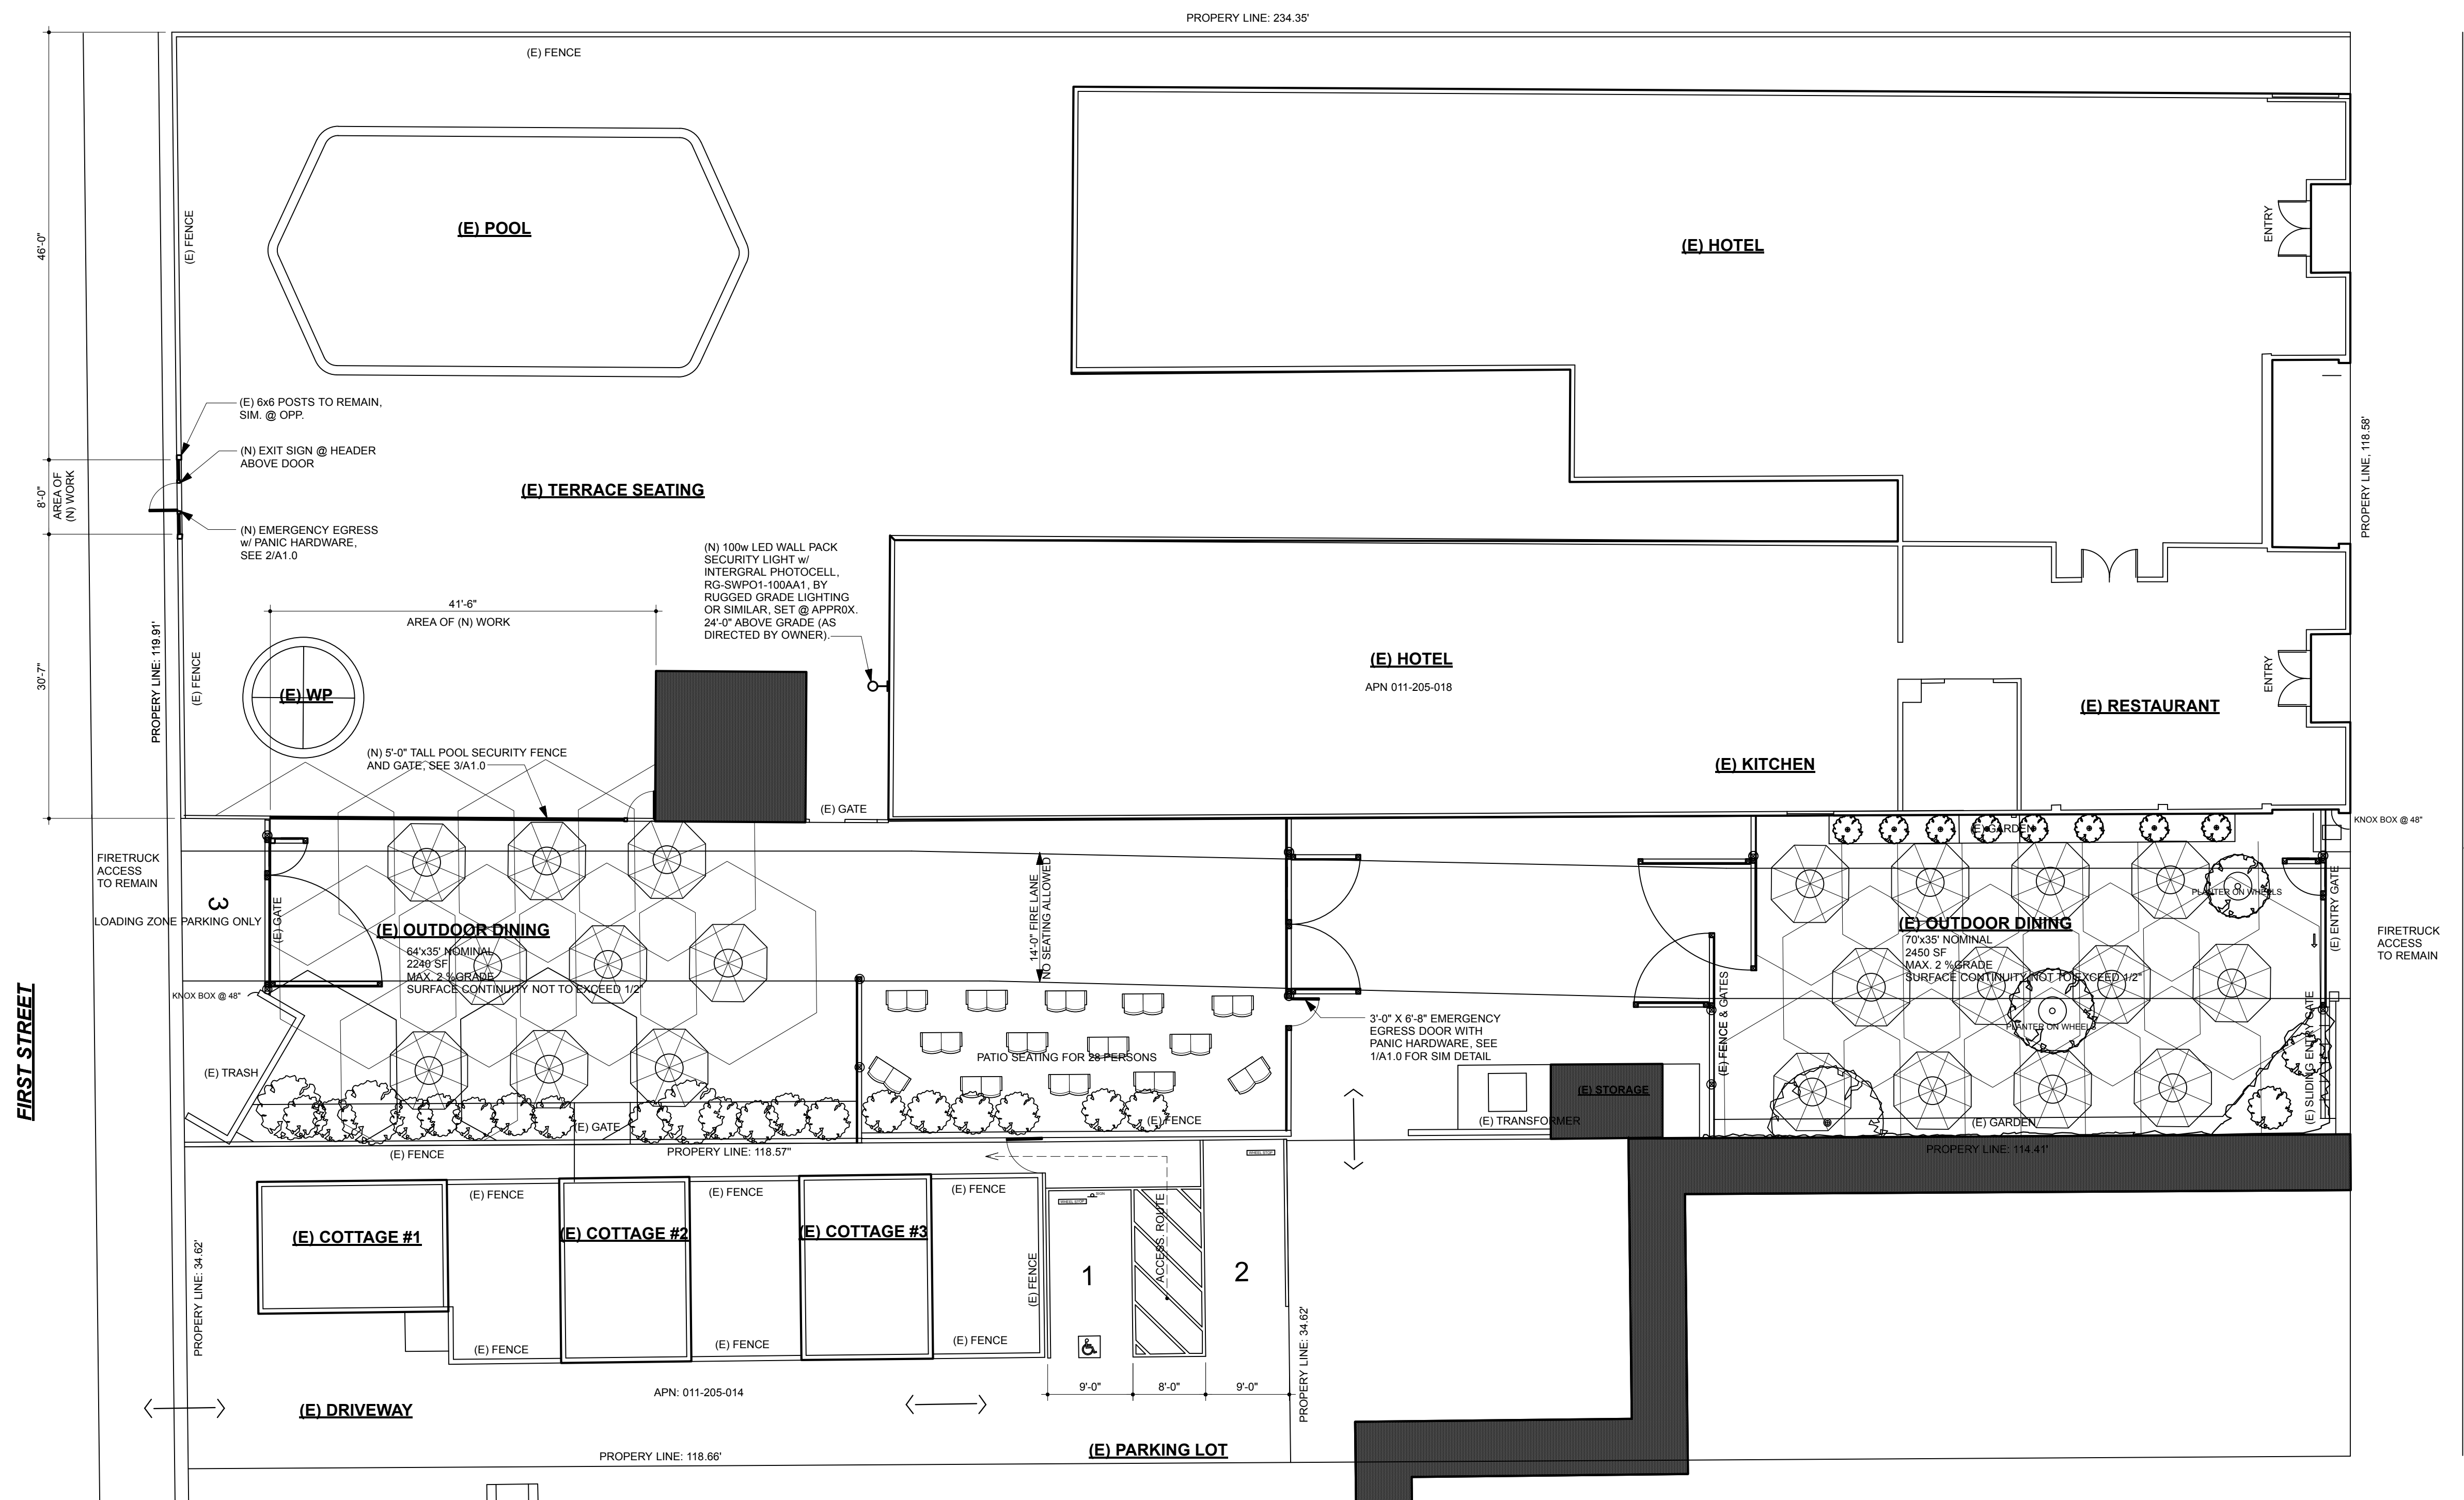 PROPERY LINE: 234.35'
(E) FENCE
46'-0"
(E) FENCE
(E) POOL
(E) HOTEL
ENTRY
(E) 6x6 POSTS TO REMAIN,
SIM. @ OPP.
(N) EXIT SIGN @ HEADER
ABOVE DOOR
8'-0"
AREA OF
(N) WORK
(E) TERRACE SEATING
PROPERTY LINE, 118.58'
(N) EMERGENCY EGRESS
w/ PANIC HARDWARE,
SEE 2/A1.0
(N) 100w LED WALL PACK
SECURITY LIGHT w/
INTERGRAL PHOTOCELL,
RG-SWPO1-100AA1, BY
RUGGED GRADE LIGHTING
OR SIMILAR, SET @ APPR0X.
24'-0" ABOVE GRADE (AS
DIRECTED BY OWNER).
41'-6"
AREA OF (N) WORK
30'-7"
PROPERY LINE: 119.91'
(E) FENCE
(E) WP
(E) HOTEL
APN 011-205-018
ENTRY
(E) RESTAURANT
(N) 5'-0" TALL POOL SECURITY FENCE
AND GATE, SEE 3/A1.0
(E) KITCHEN
(E) GATE
KNOX BOX @ 48"
(E) GARDEN
FIRETRUCK
ACCESS
TO REMAIN
3
LOADING ZONE PARKING ONLY
(E) GATE
(E) OUTDOOR DINING
64'x35' NOMINAL
2240 SF
MAX. 2 %GRADE
SURFACE CONTINUITY NOT TO EXCEED 1/2"
14'-0" FIRE LANE
NO SEATING ALLOWED
PLANTER ON WHEELS
(E) OUTDOOR DINING
70'x35' NOMINAL
2450 SF
MAX. 2 %GRADE
SURFACE CONTINUITY NOT TO EXCEED 1/2"
(E) ENTRY GATE
FIRETRUCK
ACCESS
TO REMAIN
KNOX BOX @ 48"
FIRST STREET
3'-0" X 6'-8" EMERGENCY
EGRESS DOOR WITH
PANIC HARDWARE, SEE
1/A1.0 FOR SIM DETAIL
(E) FENCE & GATES
PLANTER ON WHEELS
(E) SLIDING ENTRY GATE
PATIO SEATING FOR 28 PERSONS
(E) TRASH
(E) STORAGE
(E) GATE
(E) FENCE
(E) TRANSFORMER
(E) GARDEN
(E) FENCE
PROPERY LINE: 118.57"
WHEEL STOP
PROPERY LINE: 114.41'
(E) FENCE
(E) FENCE
(E) FENCE
WHEEL STOP
SIGN
(E) COTTAGE #1
(E) COTTAGE #2
(E) COTTAGE #3
ACCESS. ROUTE
(E) FENCE
1
2
PROPERY LINE: 34.62'
PROPERY LINE: 34.62'
(E) FENCE
(E) FENCE
(E) FENCE
9'-0"
8'-0"
9'-0"
APN: 011-205-014
(E) DRIVEWAY
(E) PARKING LOT
PROPERY LINE: 118.66'